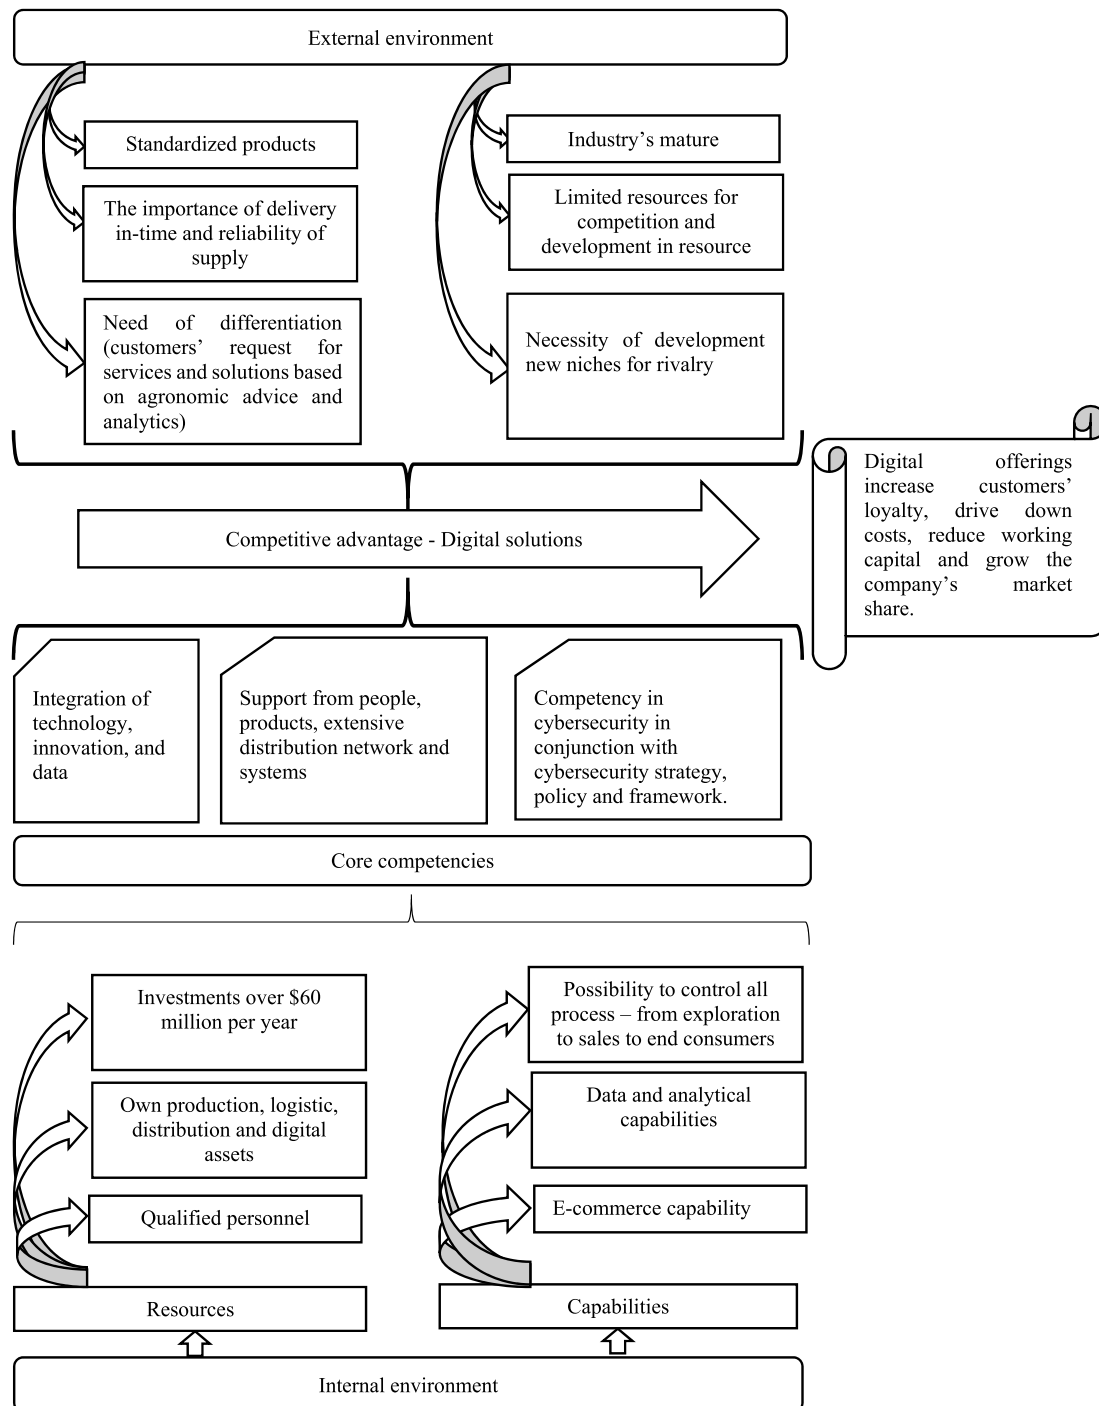 External environment
Standardized products
The importance of delivery
in-time and reliability of
supply
Need of differentiation
(customers’ request for
services and solutions based
on agronomic advice and
analytics)
Industry’s mature
Limited resources for
competition and
development in resource
Necessity of development
new niches for rivalry
Competitive advantage - Digital solutions
Digital offerings
increase customers’
loyalty, drive down
costs, reduce working
capital and grow the
company’s market
share.
Integration of
technology,
innovation, and
data
Support from people,
products, extensive
distribution network and
systems
Competency in
cybersecurity in
conjunction with
cybersecurity strategy,
policy and framework.
Core competencies
Investments over $60
million per year
Own production, logistic,
distribution and digital
assets
Qualified personnel
Resources
Possibility to control all
process – from exploration
to sales to end consumers
Data and analytical
capabilities
E-commerce capability
Capabilities
Internal environment